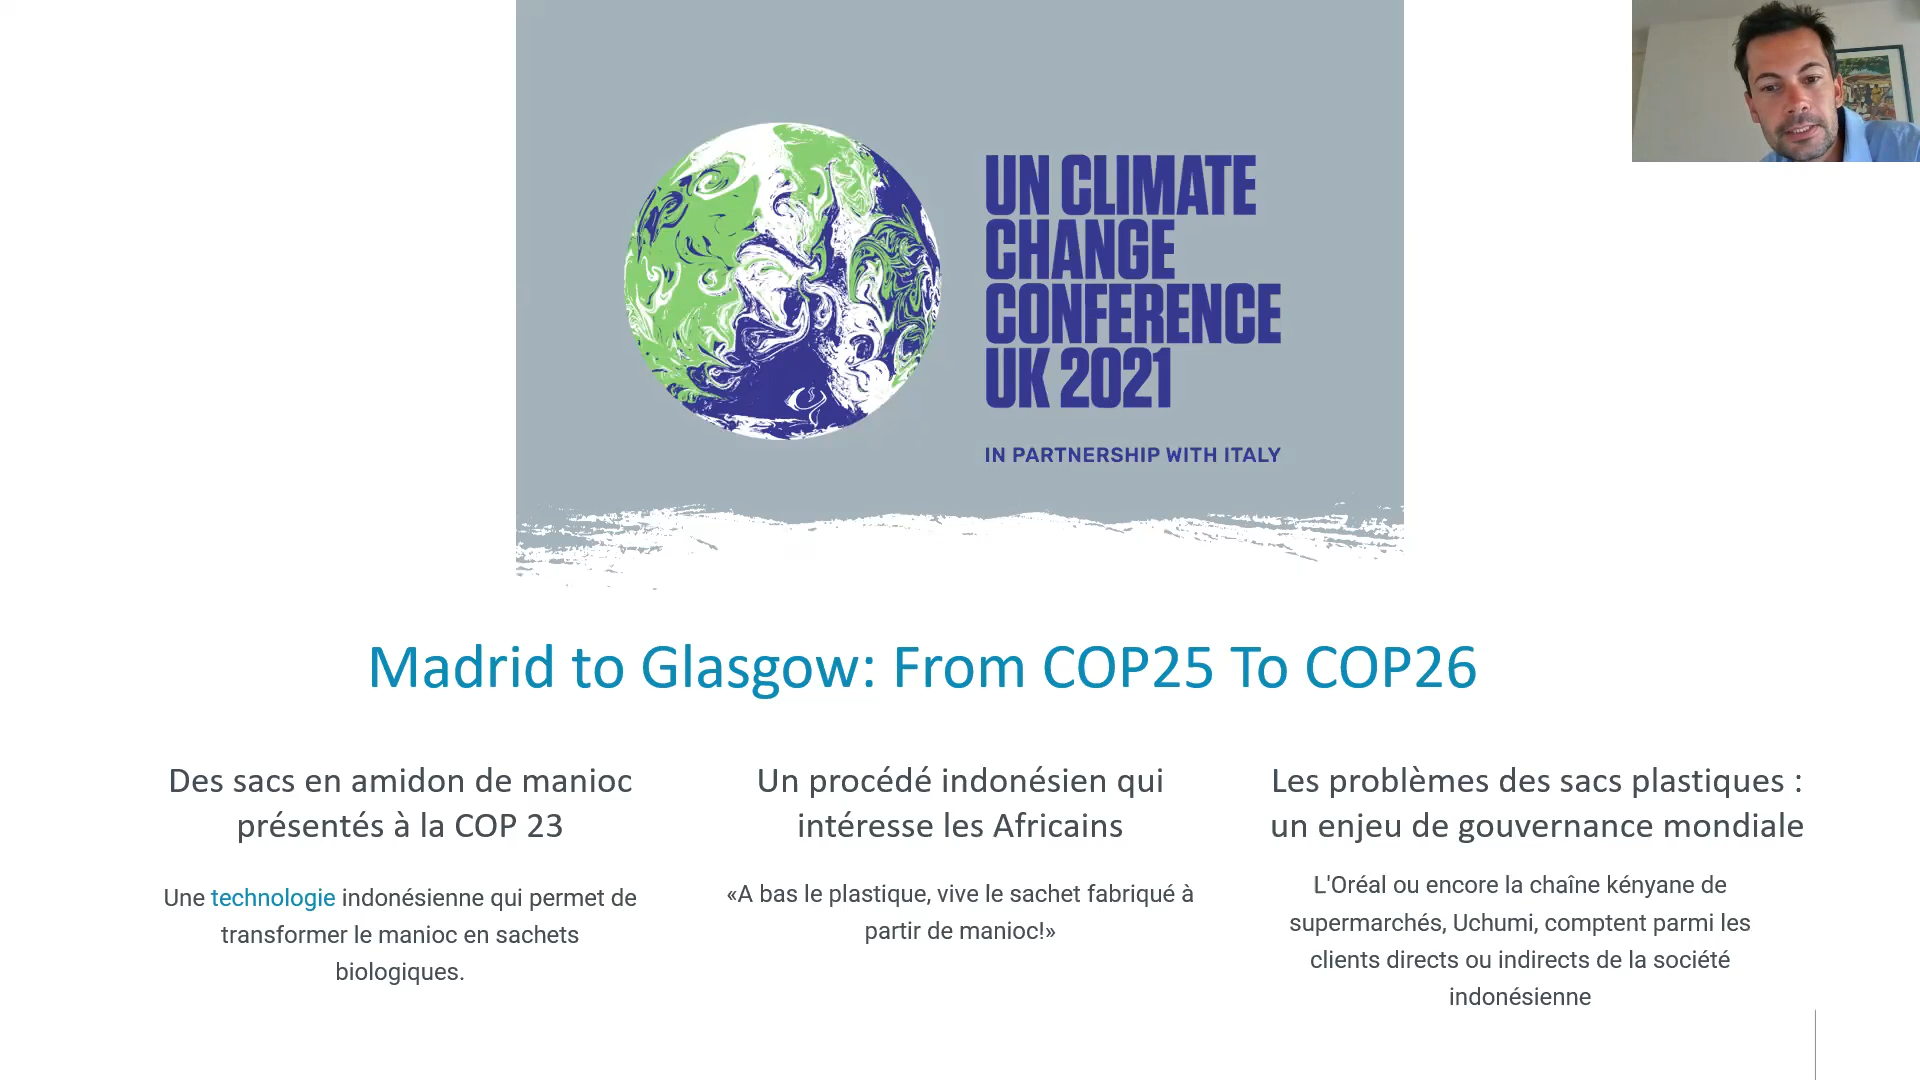 UN CLIMATE
CHANGE
CONFERENCE
UK 2021
IN PARTNERSHIP WITH ITALY
Madrid to Glasgow: From COP25 To COP26
Des sacs en amidon de manioc
présentés à la COP 23
Une technologie indonésienne qui permet de
transformer le manioc en sachets
biologiques.
Un procédé indonésien qui
intéresse les Africains
«A bas le plastique, vive le sachet fabriqué à
partir de manioc!»
Les problèmes des sacs plastiques :
un enjeu de gouvernance mondiale
L'Oréal ou encore la chaîne kényane de
supermarchés, Uchumi, comptent parmi les
clients directs ou indirects de la société
indonésienne